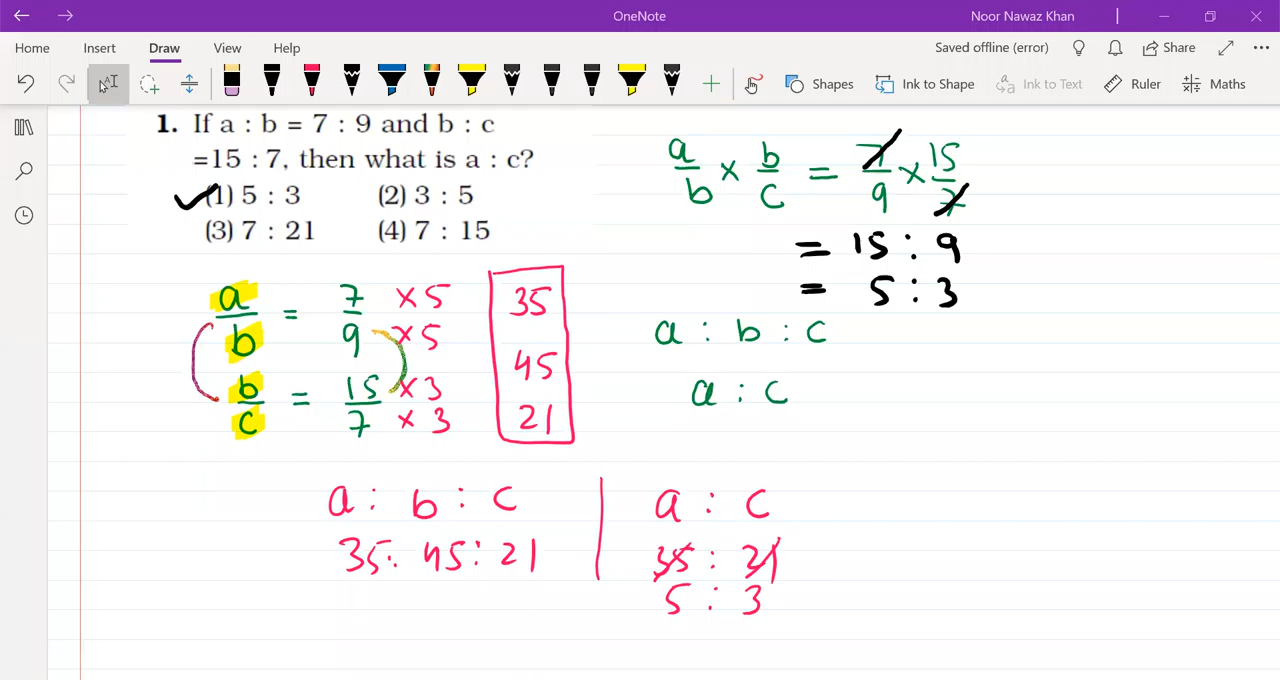 OneNote
Noor Nawaz Khan
Home Insert Draw View Help
Saved offline (error) Share
Shapes Ink to Shape Ink to Text Ruler Maths
1. If a : b = 7 : 9 and b : c
=15 : 7, then what is a : c?
(1) 5 : 3 (2) 3 : 5
(3) 7 : 21 (4) 7 : 15
a/b × b/c = 7/9 × 15/7
= 15 : 9
= 5 : 3
a : b : c
a : c
a/b = 7/9 ×5 ×5
b/c = 15/7 ×3 ×3
35
45
21
a : b : c
35 : 45 : 21
a : c
35 : 21
5 : 3